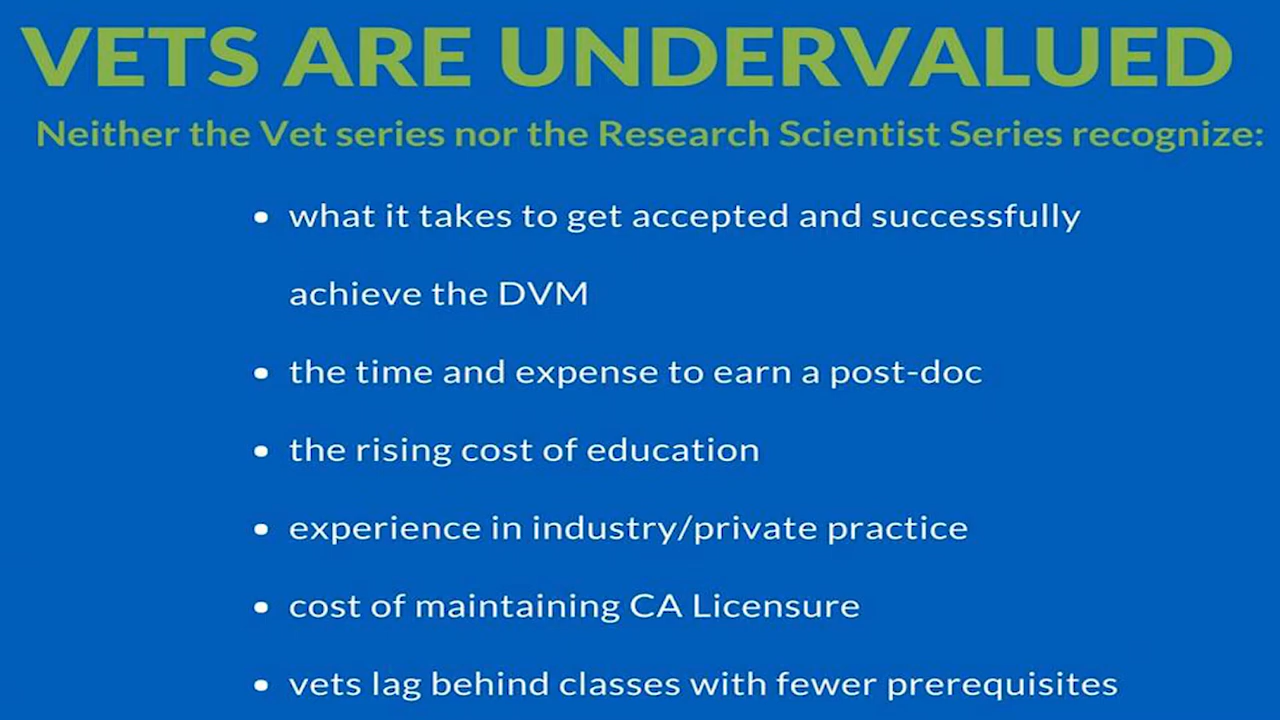 VETS ARE UNDERVALUED
Neither the Vet series nor the Research Scientist Series recognize:
• what it takes to get accepted and successfully
achieve the DVM
• the time and expense to earn a post-doc
• the rising cost of education
• experience in industry/private practice
• cost of maintaining CA Licensure
• vets lag behind classes with fewer prerequisites